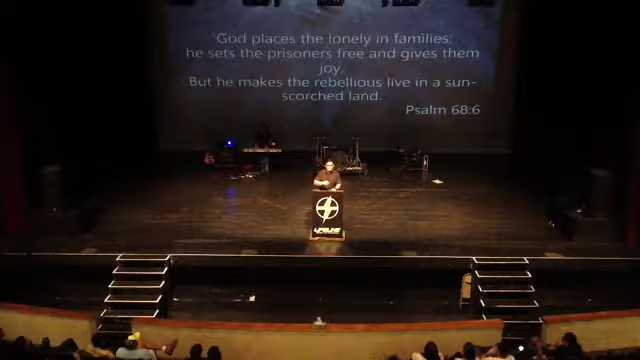 "God places the lonely in families;
he sets the prisoners free and gives them
joy.
But he makes the rebellious live in a sun-
scorched land.
Psalm 68:6
LIFELINE